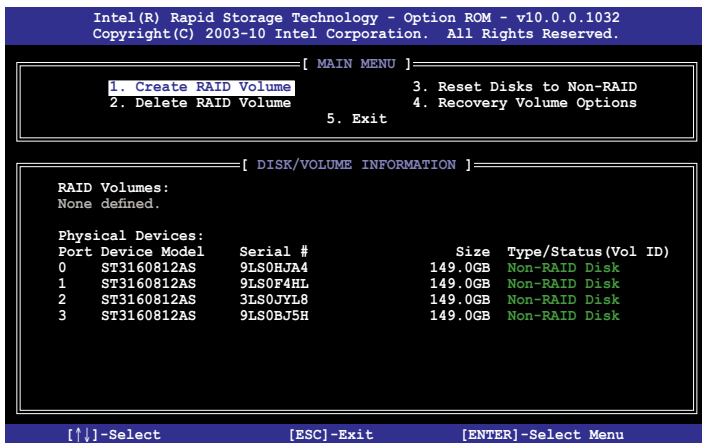 Intel(R) Rapid Storage Technology - Option ROM - v10.0.0.1032
Copyright(C) 2003-10 Intel Corporation.  All Rights Reserved.
[ MAIN MENU ]
1. Create RAID Volume 3. Reset Disks to Non-RAID
2. Delete RAID Volume 4. Recovery Volume Options
5. Exit
[ DISK/VOLUME INFORMATION ]
RAID Volumes:
None defined.
Physical Devices:
Port Device Model Serial # Size Type/Status(Vol ID)
0 ST3160812AS 9LS0HJA4 149.0GB Non-RAID Disk
1 ST3160812AS 9LS0F4HL 149.0GB Non-RAID Disk
2 ST3160812AS 3LS0JYL8 149.0GB Non-RAID Disk
3 ST3160812AS 9LS0BJ5H 149.0GB Non-RAID Disk
[↑↓]-Select [ESC]-Exit [ENTER]-Select Menu